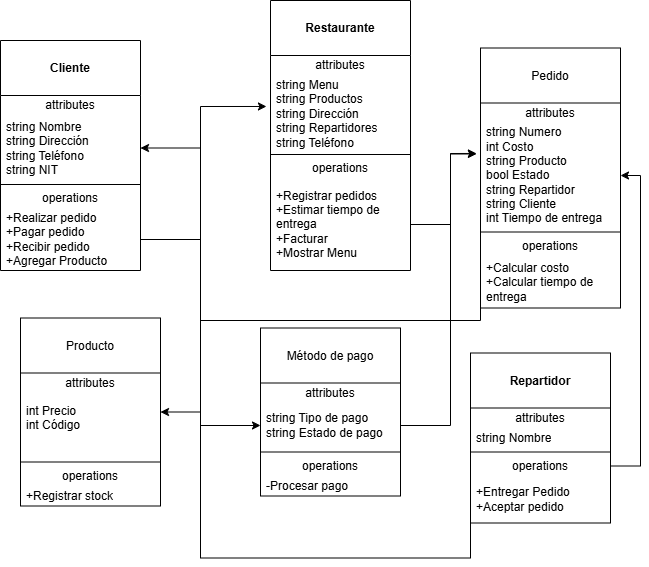 Cliente
attributes
string Nombre
string Dirección
string Teléfono
string NIT
operations
+Realizar pedido
+Pagar pedido
+Recibir pedido
+Agregar Producto
Restaurante
attributes
string Menu
string Productos
string Dirección
string Repartidores
string Teléfono
operations
+Registrar pedidos
+Estimar tiempo de
entrega
+Facturar
+Mostrar Menu
Pedido
attributes
string Numero
int Costo
string Producto
bool Estado
string Repartidor
string Cliente
int Tiempo de entrega
operations
+Calcular costo
+Calcular tiempo de
entrega
Producto
attributes
int Precio
int Código
operations
+Registrar stock
Método de pago
attributes
string Tipo de pago
string Estado de pago
operations
-Procesar pago
Repartidor
attributes
string Nombre
operations
+Entregar Pedido
+Aceptar pedido